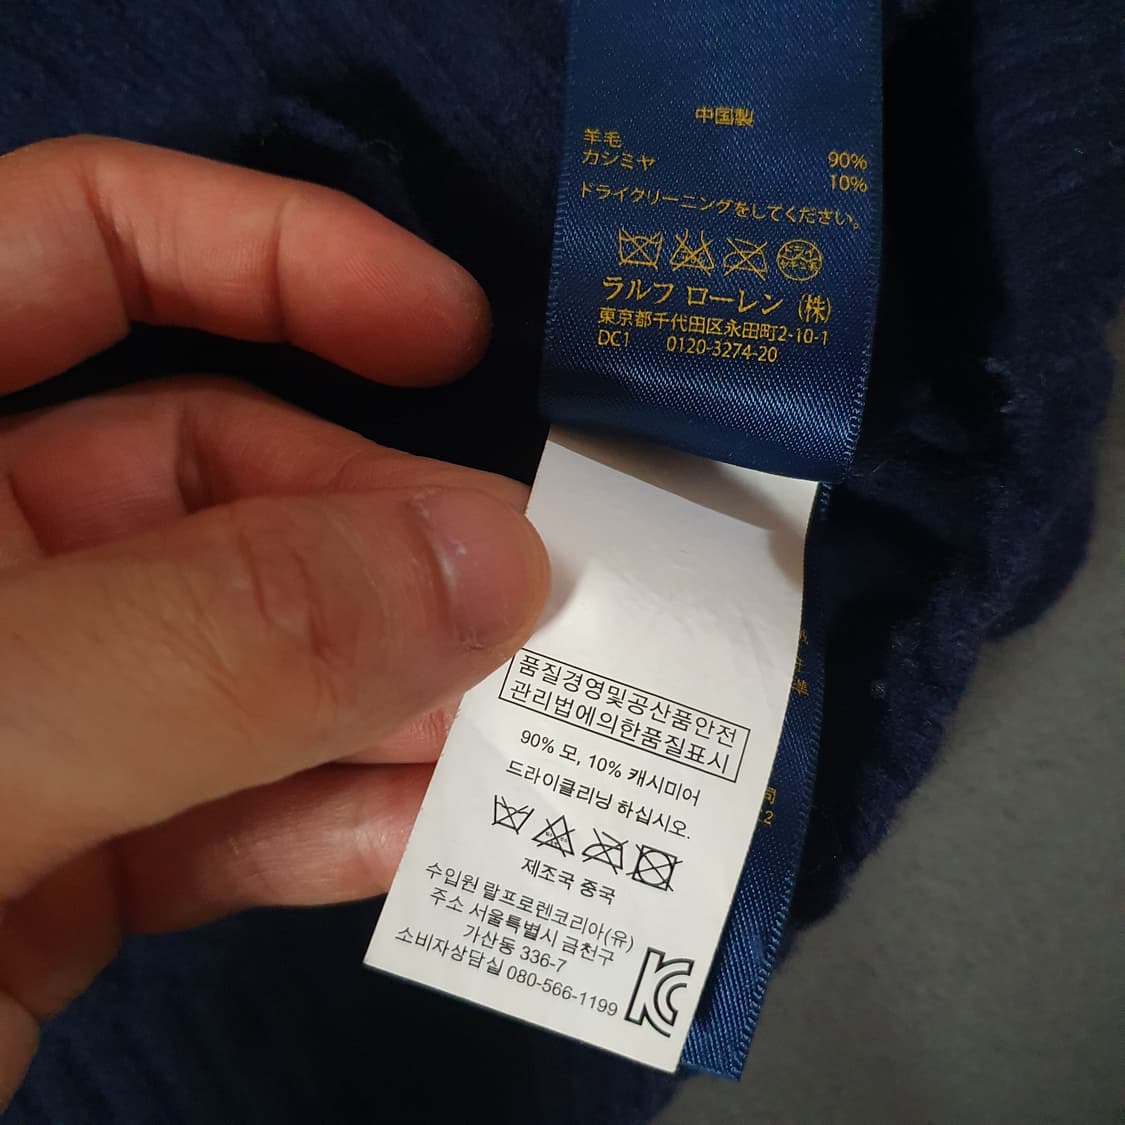 中国製
羊毛 90%
カシミヤ 10%
ドライクリーニングをしてください。
ドライ
ラルフ ローレン (株)
東京都千代田区永田町2-10-1
DC1 0120-3274-20
품질경영및공산품안전
관리법에의한품질표시
90% 모, 10% 캐시미어
드라이클리닝 하십시오.
제조국 중국
수입원 랄프로렌코리아(유)
주소 서울특별시 금천구
가산동 336-7
소비자상담실 080-566-1199